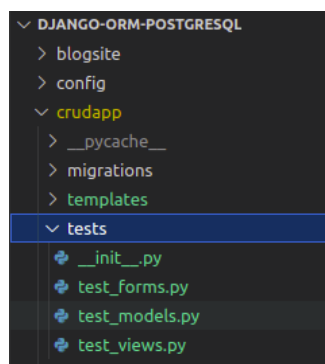 DJANGO-ORM-POSTGRESQL
blogsite
config
crudapp
__pycache__
migrations
templates
tests
__init__.py
test_forms.py
test_models.py
test_views.py